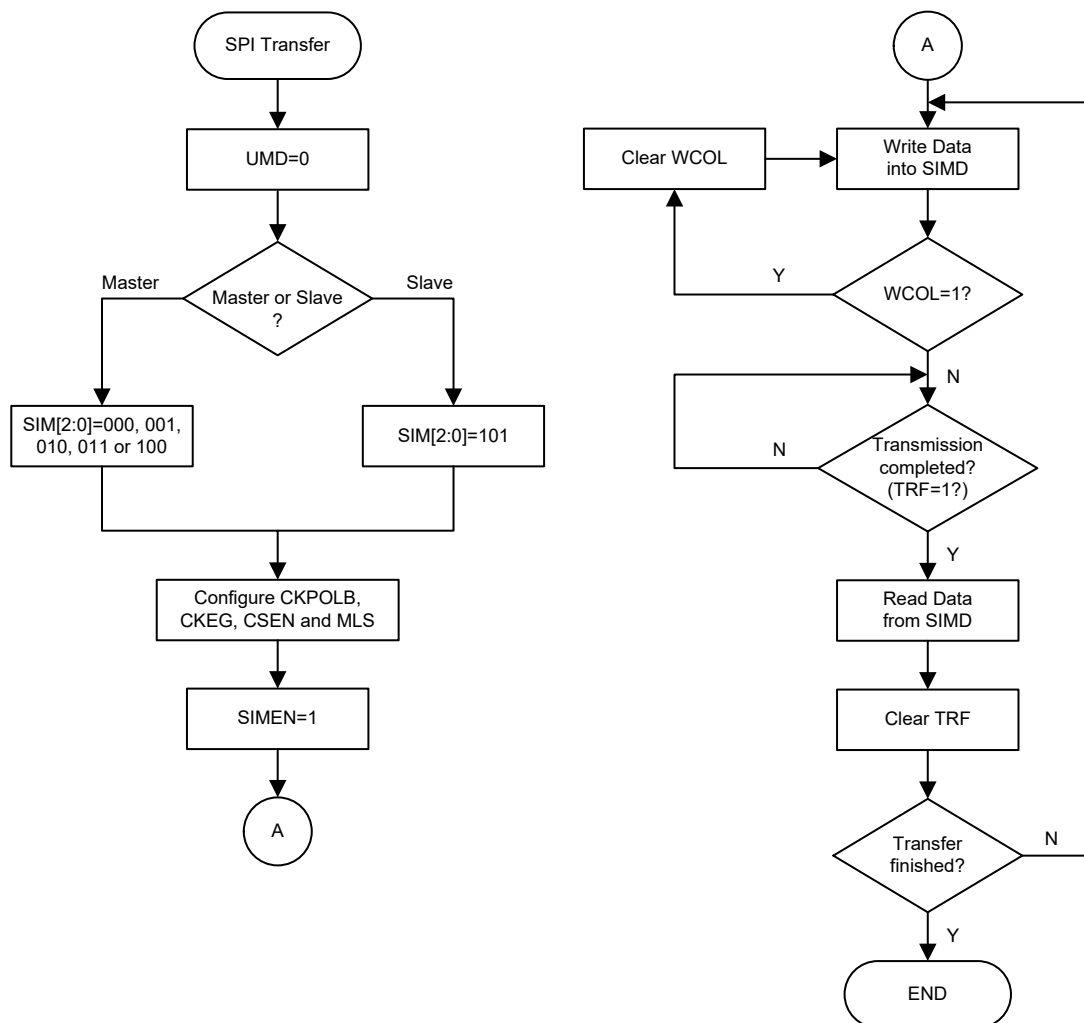 SPI Transfer
UMD=0
Master
Master or Slave
?
Slave
SIM[2:0]=000, 001,
010, 011 or 100
SIM[2:0]=101
Configure CKPOLB,
CKEG, CSEN and MLS
SIMEN=1
A
A
Clear WCOL
Write Data
into SIMD
Y
WCOL=1?
N
N
Transmission
completed?
(TRF=1?)
Y
Read Data
from SIMD
Clear TRF
Transfer
finished?
N
Y
END